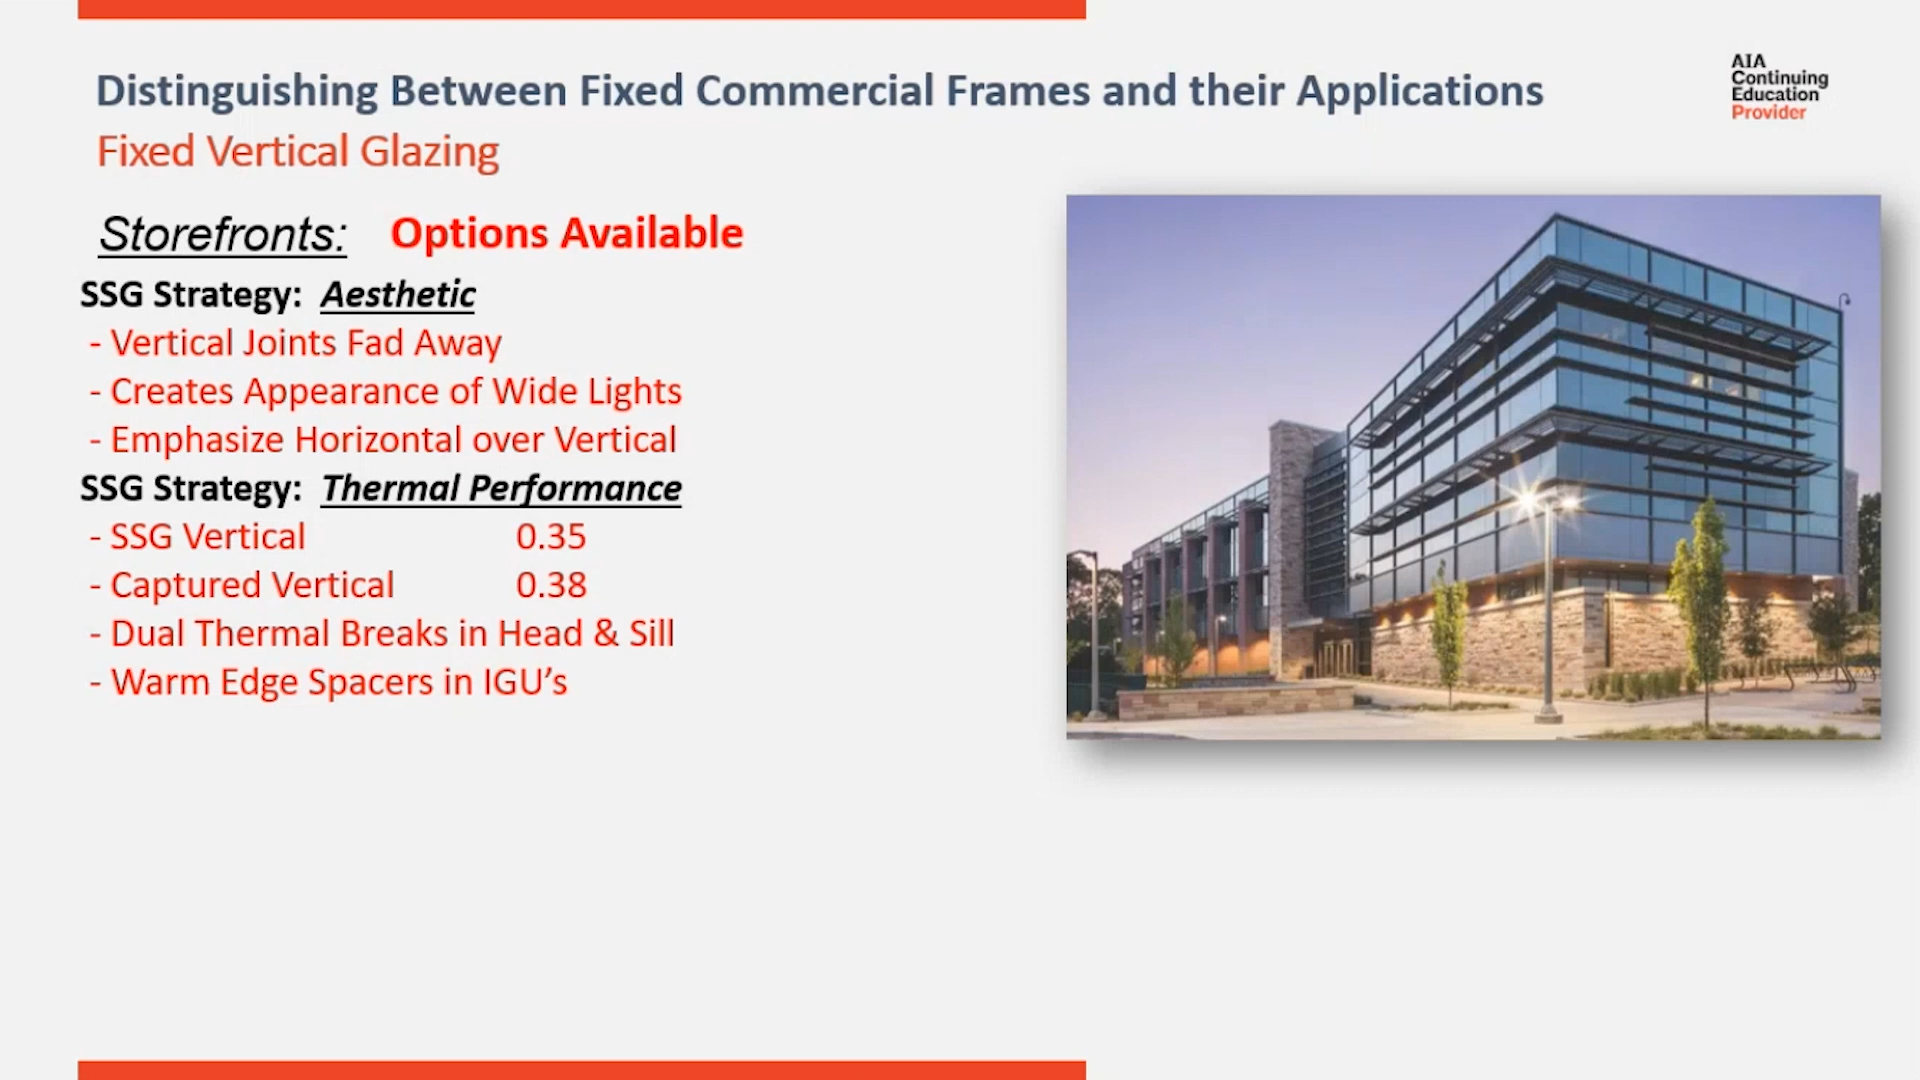 Distinguishing Between Fixed Commercial Frames and their Applications
Fixed Vertical Glazing
AIA
Continuing
Education
Provider
Storefronts: Options Available
SSG Strategy: Aesthetic
- Vertical Joints Fad Away
- Creates Appearance of Wide Lights
- Emphasize Horizontal over Vertical
SSG Strategy: Thermal Performance
- SSG Vertical 0.35
- Captured Vertical 0.38
- Dual Thermal Breaks in Head & Sill
- Warm Edge Spacers in IGU’s